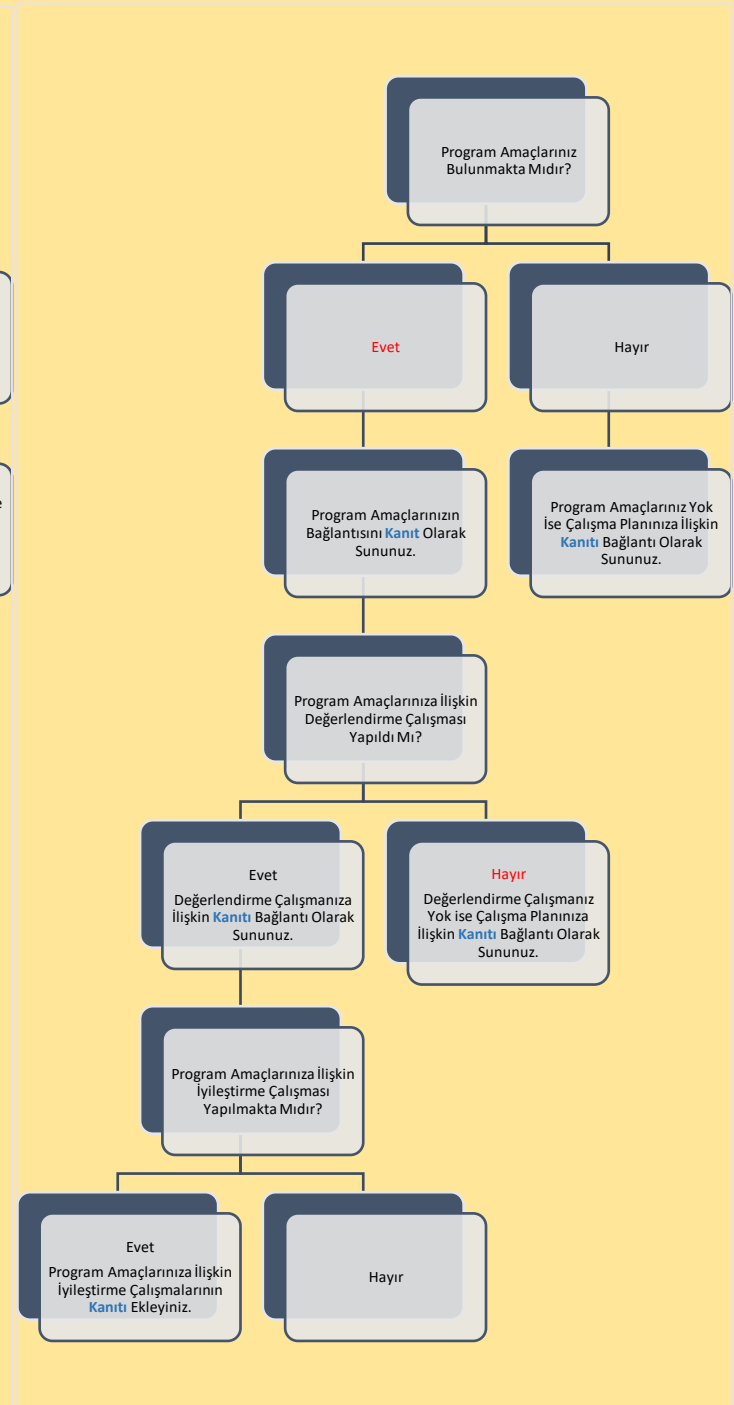 Program Amaçlarınız
Bulunmakta Mıdır?
Evet
Hayır
Program Amaçlarınızın
Bağlantısını Kanıt Olarak
Sununuz.
Program Amaçlarınız Yok
İse Çalışma Planınıza İlişkin
Kanıtı Bağlantı Olarak
Sununuz.
Program Amaçlarınıza İlişkin
Değerlendirme Çalışması
Yapıldı Mı?
Evet
Değerlendirme Çalışmanıza
İlişkin Kanıtı Bağlantı Olarak
Sununuz.
Hayır
Değerlendirme Çalışmanız
Yok ise Çalışma Planınıza
İlişkin Kanıtı Bağlantı Olarak
Sununuz.
Program Amaçlarınıza İlişkin
İyileştirme Çalışması
Yapılmakta Mıdır?
Evet
Program Amaçlarınıza İlişkin
İyileştirme Çalışmalarının
Kanıtı Ekleyiniz.
Hayır